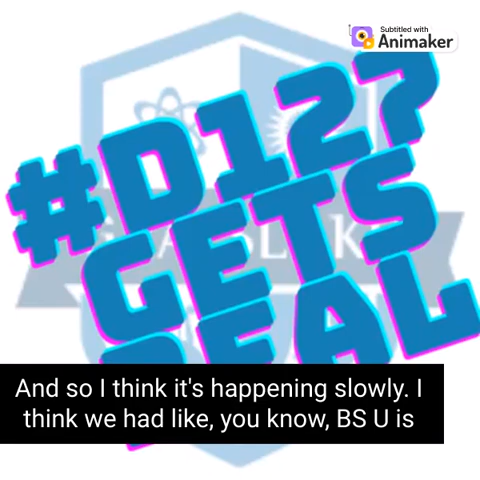 Subtitled with
Animaker
#D127
GETS
REAL
And so I think it's happening slowly. I
think we had like, you know, BS U is